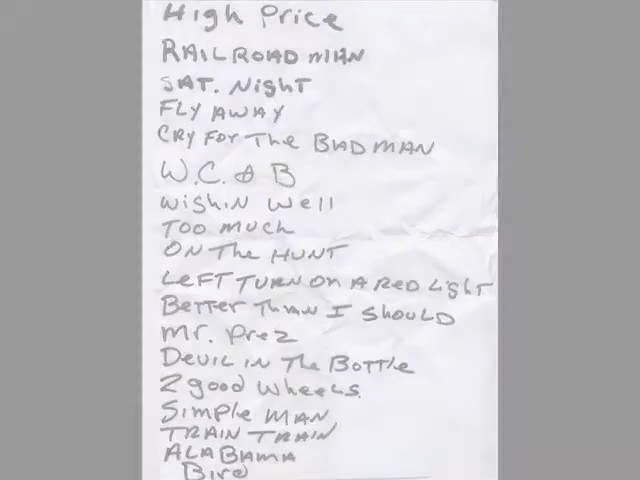 High Price
RAILROAD MAN
SAT. Night
FLY AWAY
CRY FOR The BAD MAN
W.C. & B
WISHIN Well
TOO MUCH
ON The HUNT
LeFT TURN ON A RED LIGHT
BeTTER THAN I SHOULD
MR. Prez
DeVIL IN The BoTTle
2 good wheels.
SIMPle MAN
TRAIN TRAIN
ALABAMA
BIRD